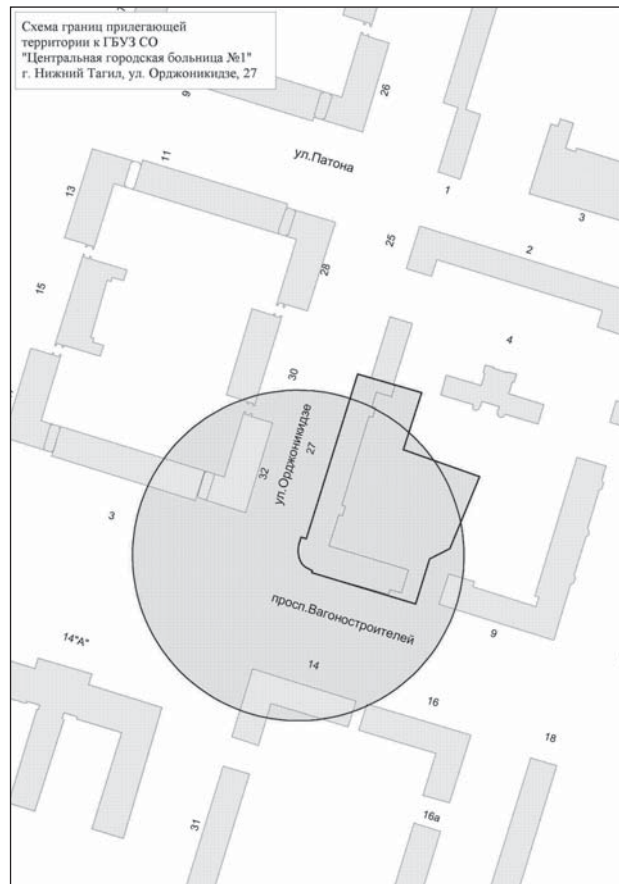 Схема границ прилегающей
территории к ГБУЗ СО
"Центральная городская больница №1"
г. Нижний Тагил, ул. Орджоникидзе, 27
9
26
ул.Патона
11
1
3
13
25
2
28
15
4
30
ул.Орджоникидзе
27
32
3
просп.Вагоностроителей
9
14"А"
14
16
18
16а
31